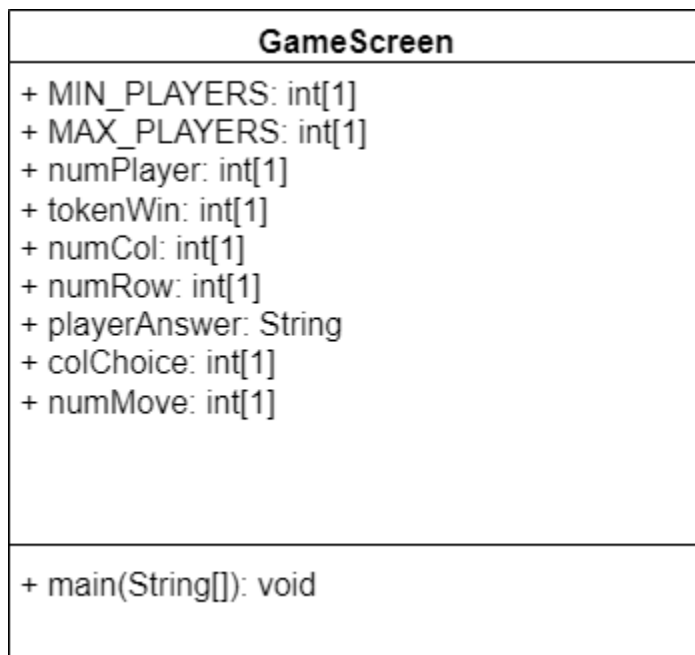 GameScreen
+ MIN_PLAYERS: int[1]
+ MAX_PLAYERS: int[1]
+ numPlayer: int[1]
+ tokenWin: int[1]
+ numCol: int[1]
+ numRow: int[1]
+ playerAnswer: String
+ colChoice: int[1]
+ numMove: int[1]
+ main(String[]): void